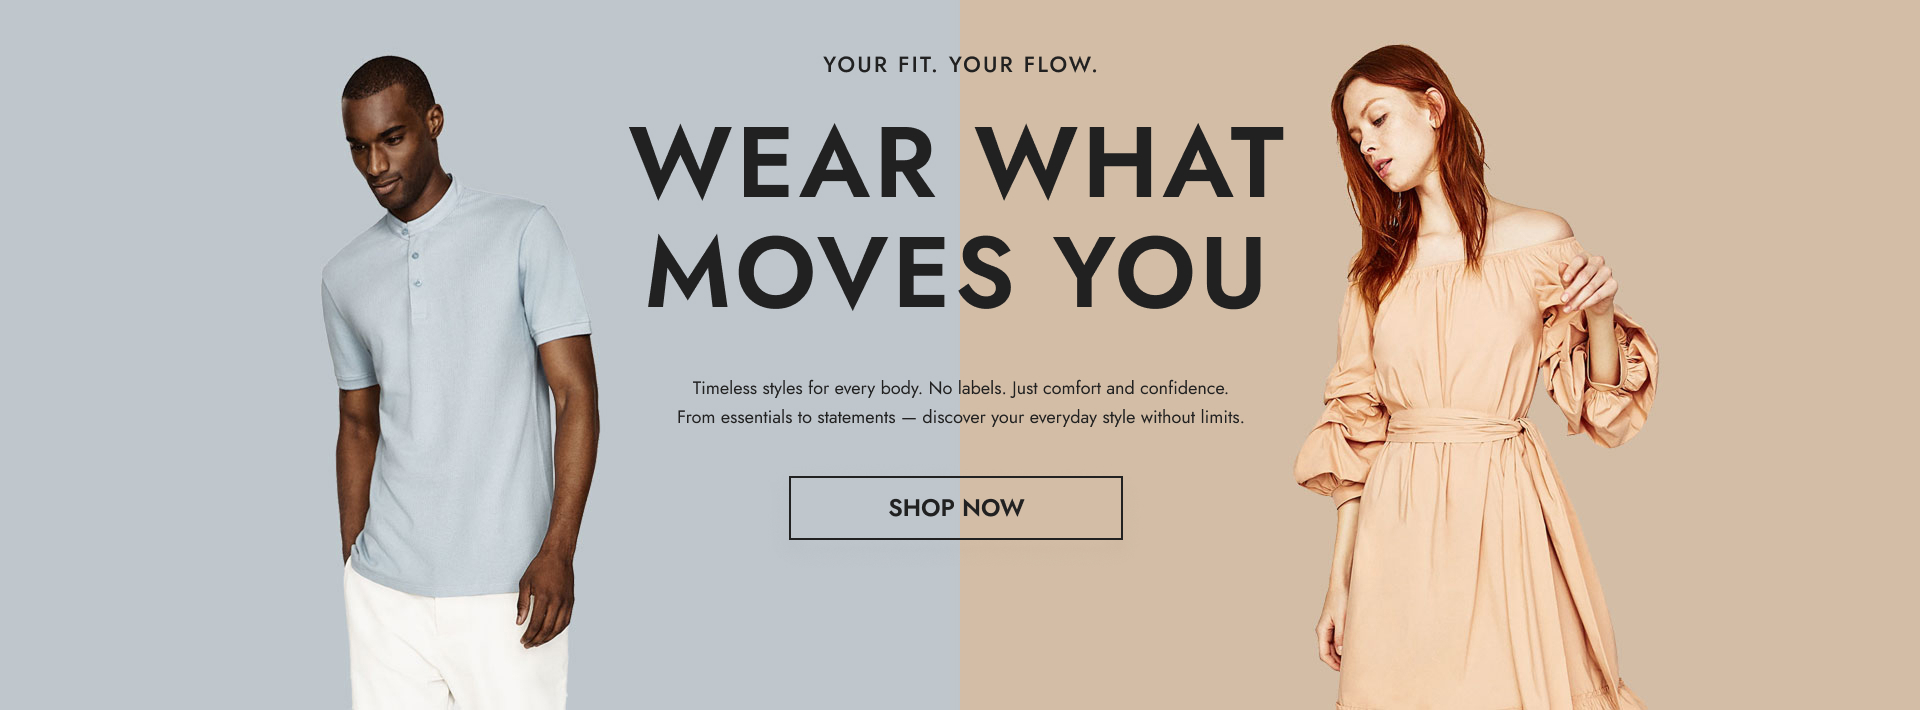 YOUR FIT. YOUR FLOW.
WEAR WHAT
MOVES YOU
Timeless styles for every body. No labels. Just comfort and confidence.
From essentials to statements — discover your everyday style without limits.
SHOP NOW